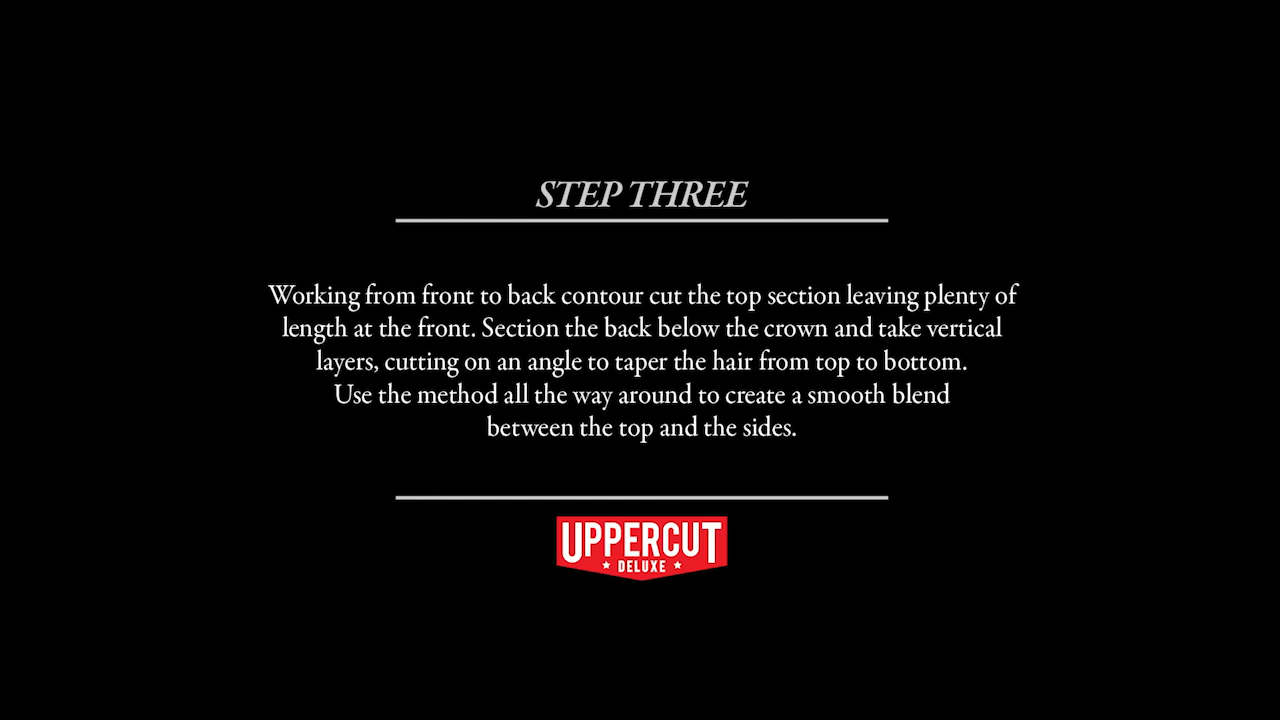 STEP THREE
Working from front to back contour cut the top section leaving plenty of
length at the front. Section the back below the crown and take vertical
layers, cutting on an angle to taper the hair from top to bottom.
Use the method all the way around to create a smooth blend
between the top and the sides.
UPPERCUT
DELUXE